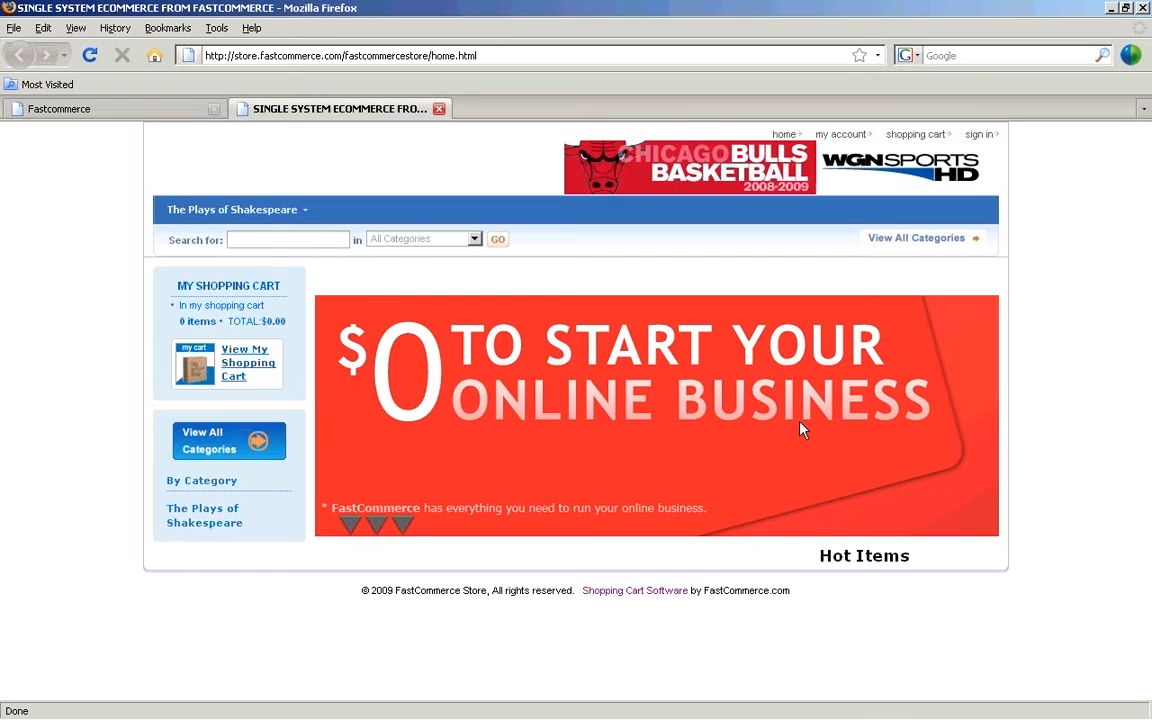 SINGLE SYSTEM ECOMMERCE FROM FASTCOMMERCE - Mozilla Firefox
File Edit View History Bookmarks Tools Help
http://store.fastcommerce.com/fastcommercestore/home.html
G Google
Most Visited
Fastcommerce
SINGLE SYSTEM ECOMMERCE FRO...
home my account shopping cart sign in
CHICAGO BULLS
BASKETBALL
2008-2009
WGN SPORTS
HD
The Plays of Shakespeare
Search for: in All Categories GO
View All Categories
MY SHOPPING CART
• In my shopping cart
0 items • TOTAL:$0.00
my cart
View My
Shopping
Cart
View All
Categories
By Category
The Plays of
Shakespeare
$0 TO START YOUR
ONLINE BUSINESS
* FastCommerce has everything you need to run your online business.
Hot Items
© 2009 FastCommerce Store, All rights reserved. Shopping Cart Software by FastCommerce.com
Done